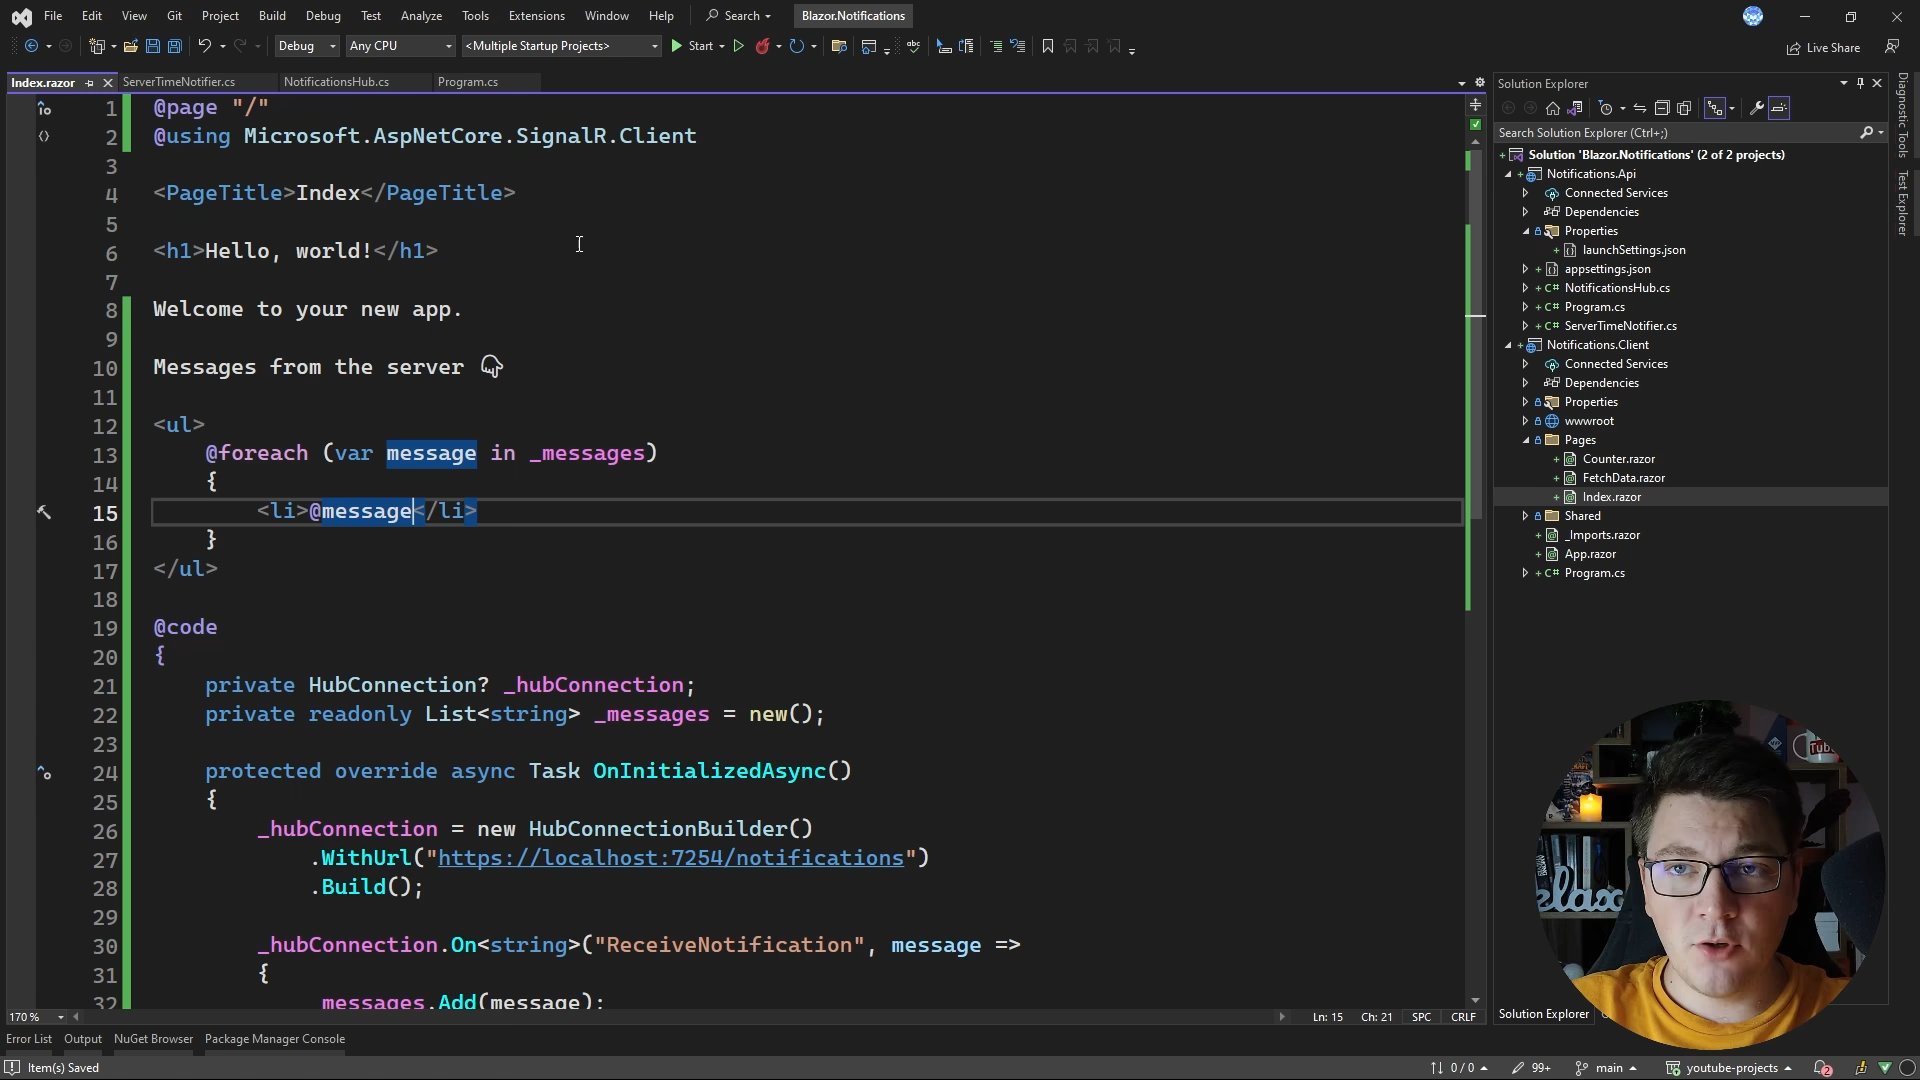 File Edit View Git Project Build Debug Test Analyze Tools Extensions Window Help Search Blazor.Notifications
Debug Any CPU <Multiple Startup Projects> Start Live Share
Index.razor ServerTimeNotifier.cs NotificationsHub.cs Program.cs
1 @page "/"
2 @using Microsoft.AspNetCore.SignalR.Client
3
4 <PageTitle>Index</PageTitle>
5
6 <h1>Hello, world!</h1>
7
8 Welcome to your new app.
9
10 Messages from the server
11
12 <ul>
13 @foreach (var message in _messages)
14 {
15 <li>@message</li>
16 }
17 </ul>
18
19 @code
20 {
21 private HubConnection? _hubConnection;
22 private readonly List<string> _messages = new();
23
24 protected override async Task OnInitializedAsync()
25 {
26 _hubConnection = new HubConnectionBuilder()
27 .WithUrl("https://localhost:7254/notifications")
28 .Build();
29
30 _hubConnection.On<string>("ReceiveNotification", message =>
31 {
32 messages.Add(message);
170 % Ln: 15 Ch: 21 SPC CRLF
Error List Output NuGet Browser Package Manager Console
Item(s) Saved 0 / 0 99+ main youtube-projects 2
Solution Explorer
Search Solution Explorer (Ctrl+;)
Solution 'Blazor.Notifications' (2 of 2 projects)
Notifications.Api
Connected Services
Dependencies
Properties
launchSettings.json
appsettings.json
C# NotificationsHub.cs
C# Program.cs
C# ServerTimeNotifier.cs
Notifications.Client
Connected Services
Dependencies
Properties
wwwroot
Pages
Counter.razor
FetchData.razor
Index.razor
Shared
_Imports.razor
App.razor
C# Program.cs
Solution Explorer
Diagnostic Tools
Test Explorer
elax
Tube